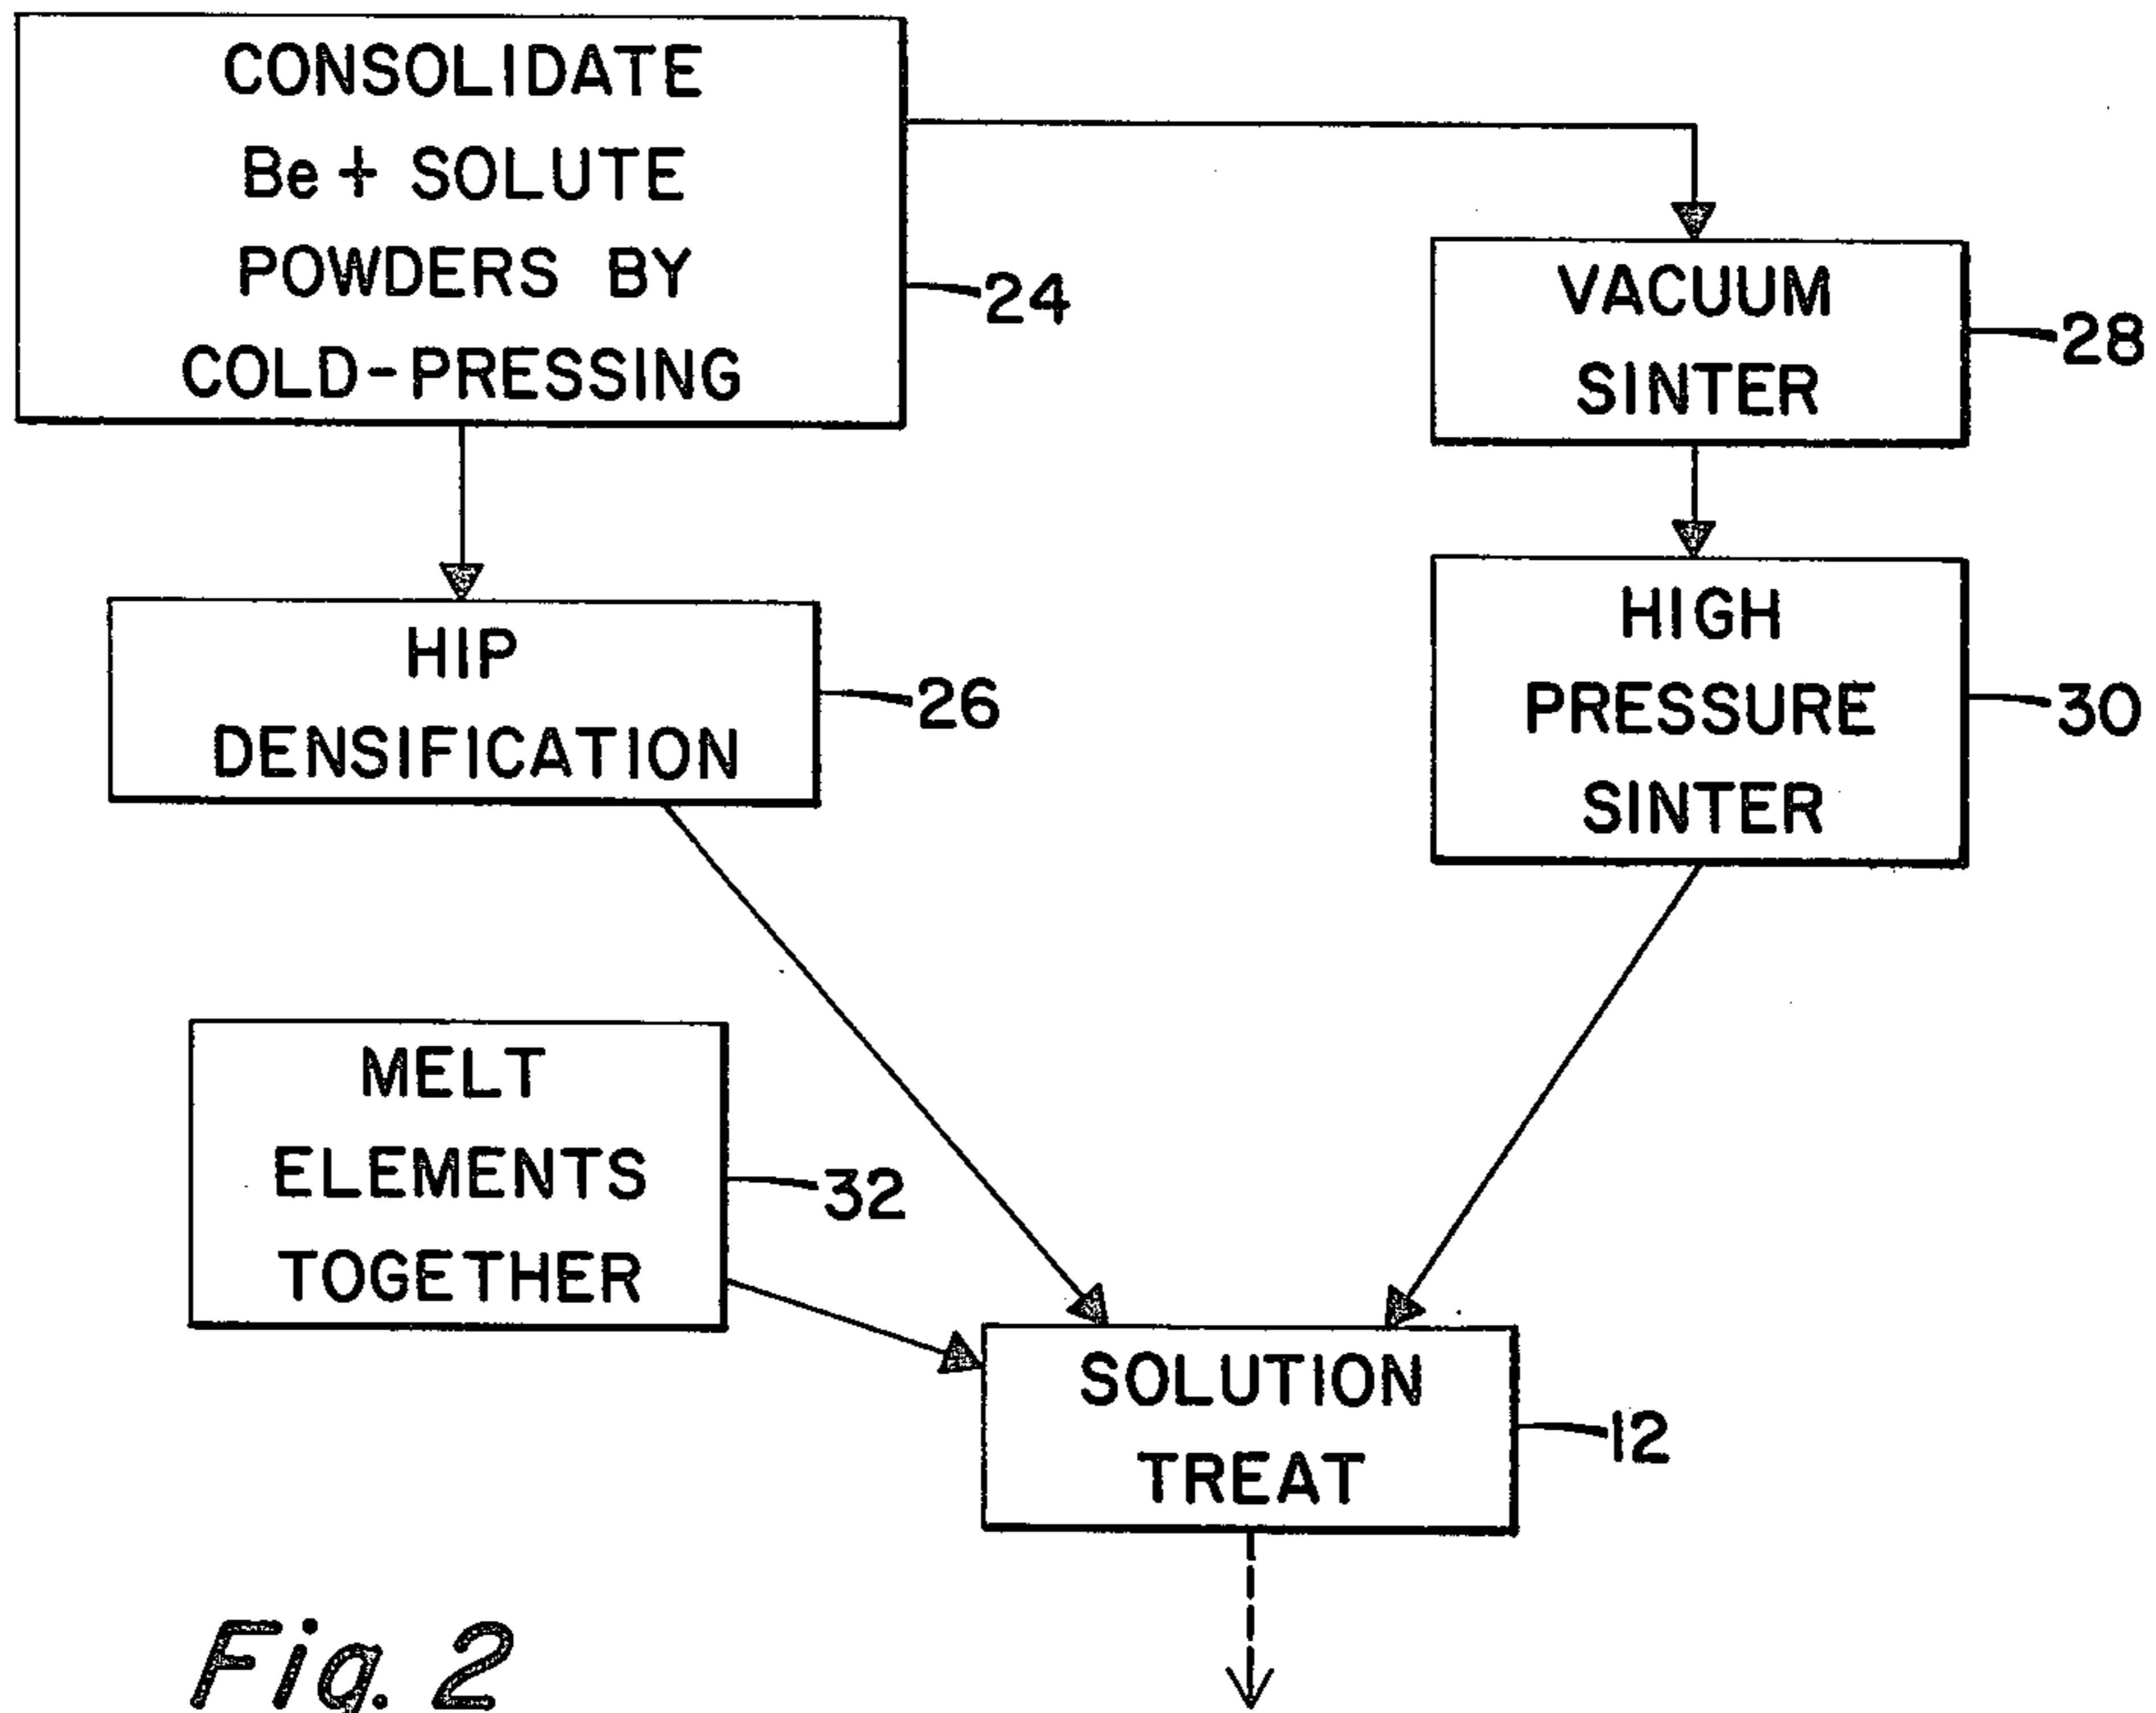 CONSOLIDATE
Be + SOLUTE
POWDERS BY
COLD-PRESSING
24
VACUUM
SINTER
28
HIP
DENSIFICATION
26
HIGH
PRESSURE
SINTER
30
MELT
ELEMENTS
TOGETHER
32
SOLUTION
TREAT
12
Fig. 2